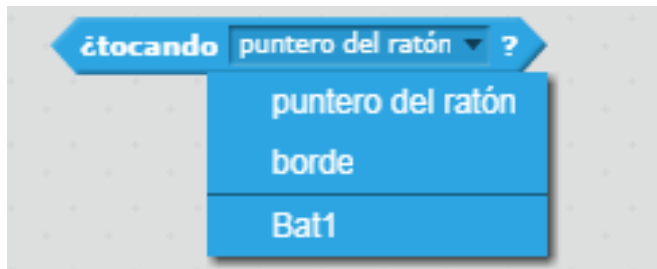 ¿tocando puntero del ratón ?
puntero del ratón
borde
Bat1